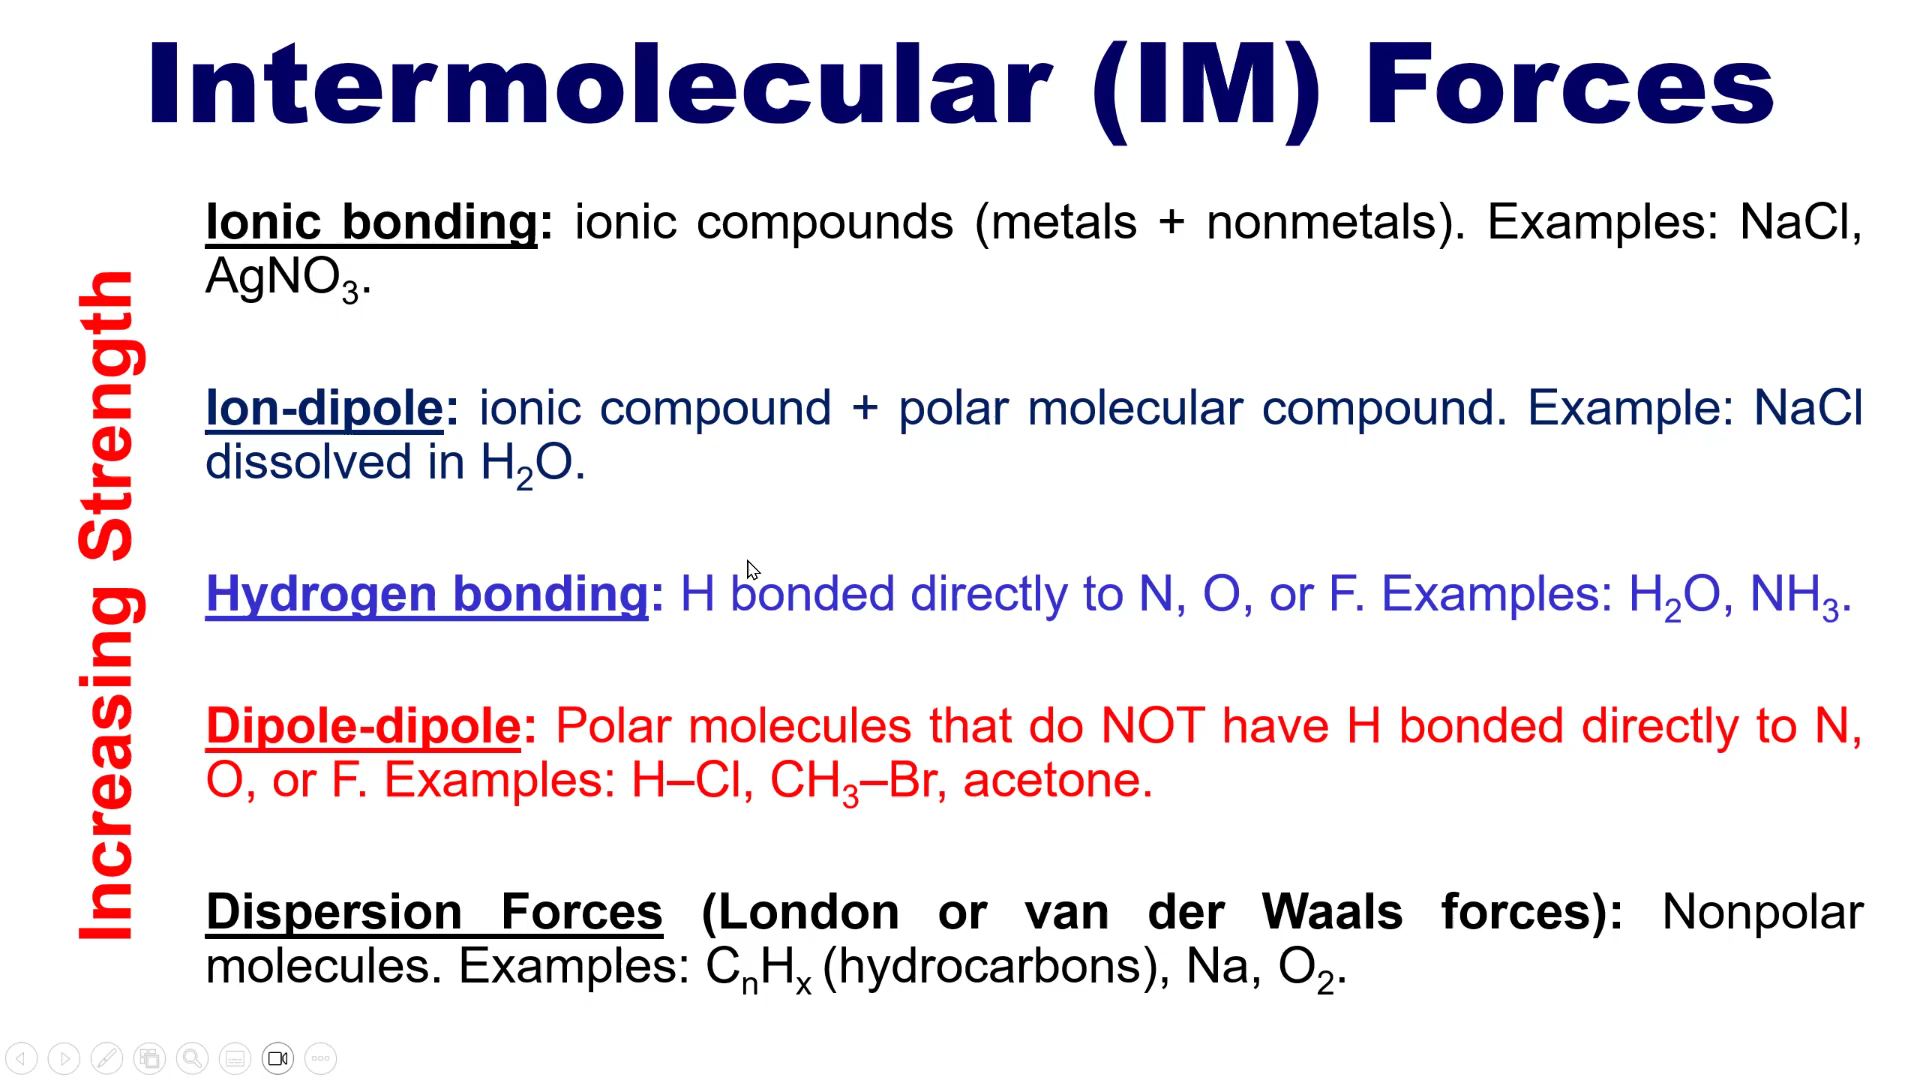 Intermolecular (IM) Forces
Increasing Strength
Ionic bonding: ionic compounds (metals + nonmetals). Examples: NaCl,
AgNO₃.
Ion-dipole: ionic compound + polar molecular compound. Example: NaCl
dissolved in H₂O.
Hydrogen bonding: H bonded directly to N, O, or F. Examples: H₂O, NH₃.
Dipole-dipole: Polar molecules that do NOT have H bonded directly to N,
O, or F. Examples: H–Cl, CH₃–Br, acetone.
Dispersion Forces (London or van der Waals forces): Nonpolar
molecules. Examples: CₙHₓ (hydrocarbons), Na, O₂.